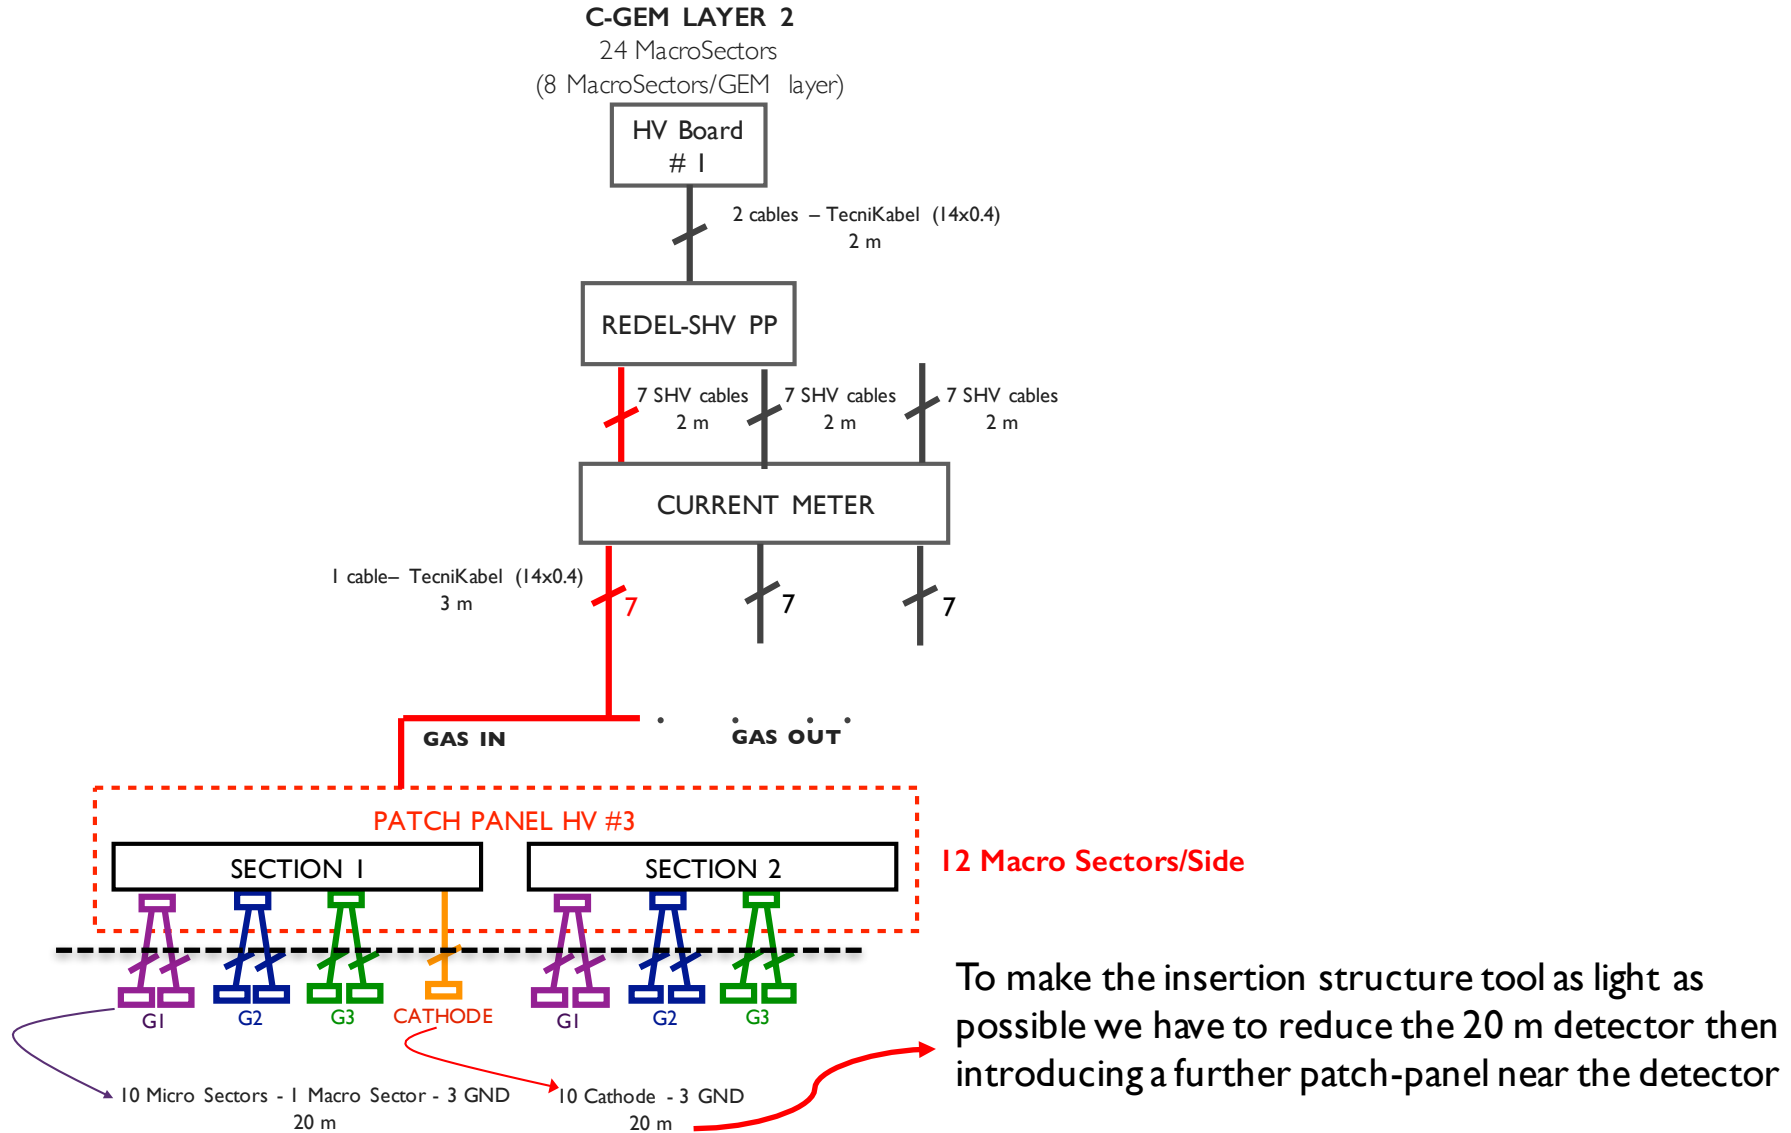 C-GEM LAYER 2
24 MacroSectors
(8 MacroSectors/GEM layer)
HV Board
# 1
2 cables – TecniKabel (14x0.4)
2 m
REDEL-SHV PP
7 SHV cables
2 m
7 SHV cables
2 m
7 SHV cables
2 m
CURRENT METER
1 cable– TecniKabel (14x0.4)
3 m
7
7
7
GAS IN
GAS OUT
PATCH PANEL HV #3
SECTION 1
SECTION 2
12 Macro Sectors/Side
G1
G2
G3
CATHODE
G1
G2
G3
To make the insertion structure tool as light as
possible we have to reduce the 20 m detector then
introducing a further patch-panel near the detector
10 Micro Sectors - 1 Macro Sector - 3 GND
20 m
10 Cathode - 3 GND
20 m